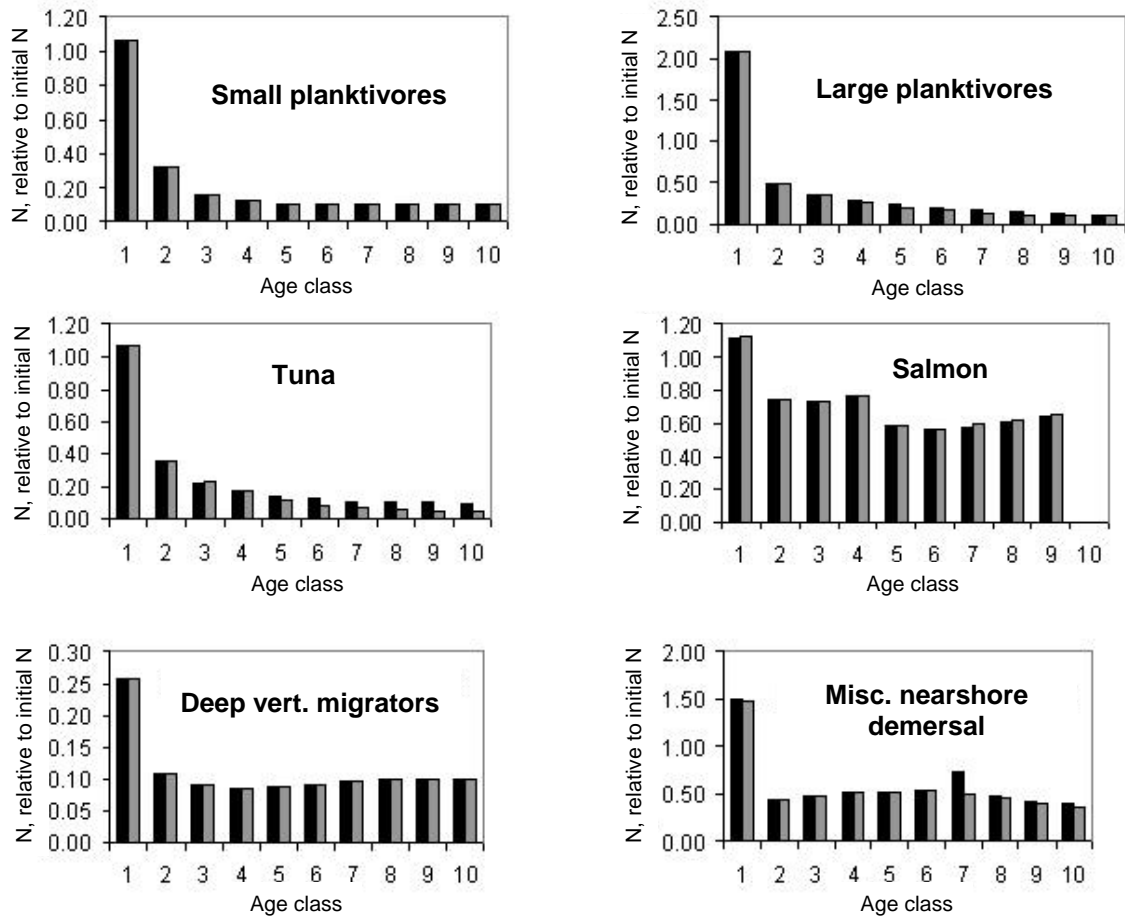 N, relative to initial N
1.20
1.00
0.80
0.60
0.40
0.20
0.00
Small planktivores
1 2 3 4 5 6 7 8 9 10
Age class
N, relative to initial N
2.50
2.00
1.50
1.00
0.50
0.00
Large planktivores
1 2 3 4 5 6 7 8 9 10
Age class
N, relative to initial N
1.20
1.00
0.80
0.60
0.40
0.20
0.00
Tuna
1 2 3 4 5 6 7 8 9 10
Age class
N, relative to initial N
1.20
1.00
0.80
0.60
0.40
0.20
0.00
Salmon
1 2 3 4 5 6 7 8 9 10
Age class
N, relative to initial N
0.30
0.25
0.20
0.15
0.10
0.05
0.00
Deep vert. migrators
1 2 3 4 5 6 7 8 9 10
Age class
N, relative to initial N
2.00
1.50
1.00
0.50
0.00
Misc. nearshore
demersal
1 2 3 4 5 6 7 8 9 10
Age class